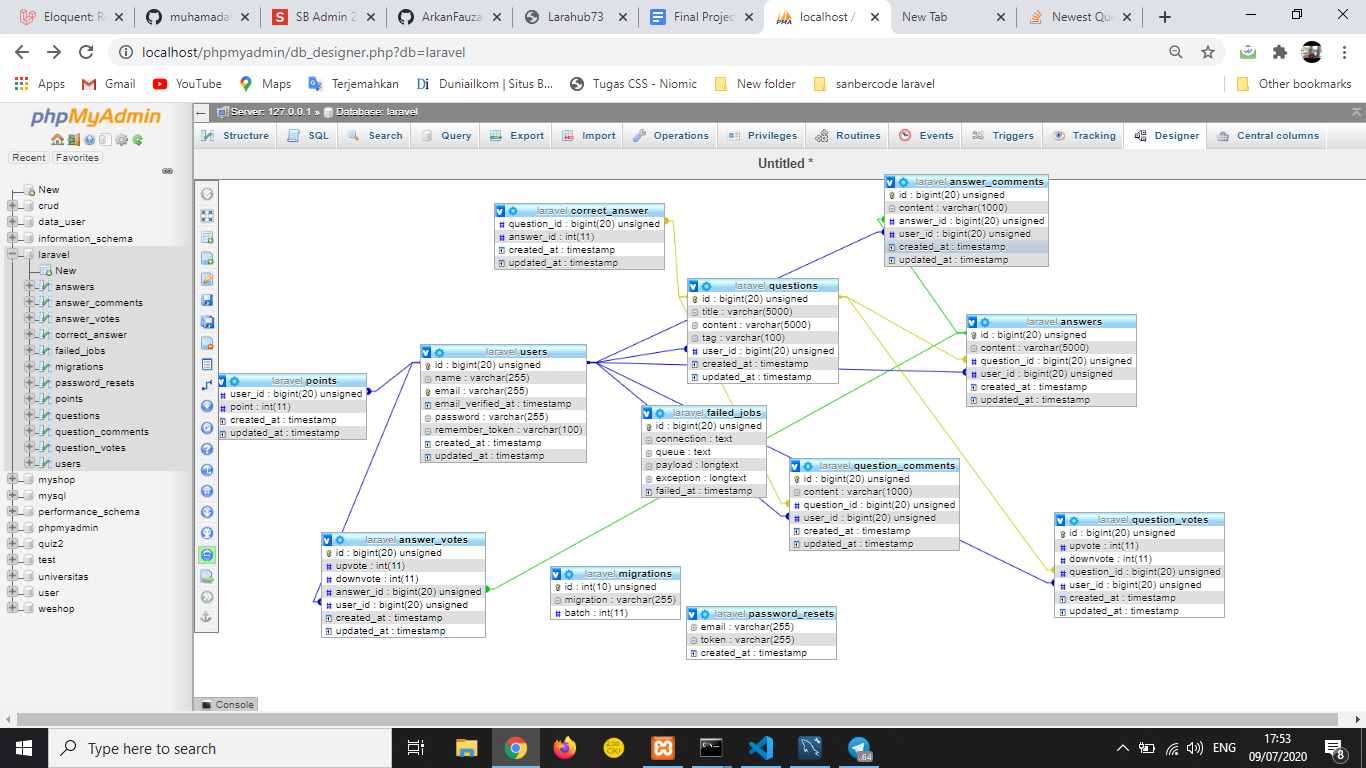 Eloquent: Re
muhamadal
SB Admin 2
ArkanFauza
Larahub73
Final Projec
localhost /
New Tab
Newest Que
localhost/phpmyadmin/db_designer.php?db=laravel
Apps
Gmail
YouTube
Maps
Terjemahkan
Duniailkom | Situs B...
Tugas CSS - Niomic
New folder
sanbercode laravel
Other bookmarks
phpMyAdmin
Recent
Favorites
New
crud
data_user
information_schema
laravel
New
answers
answer_comments
answer_votes
correct_answer
failed_jobs
migrations
password_resets
points
questions
question_comments
question_votes
users
myshop
mysql
performance_schema
phpmyadmin
quiz2
test
universitas
user
weshop
Server: 127.0.0.1 » Database: laravel
Structure
SQL
Search
Query
Export
Import
Operations
Privileges
Routines
Events
Triggers
Tracking
Designer
Central columns
Untitled *
laravel answer_comments
id : bigint(20) unsigned
content : varchar(1000)
answer_id : bigint(20) unsigned
user_id : bigint(20) unsigned
created_at : timestamp
updated_at : timestamp
laravel correct_answer
question_id : bigint(20) unsigned
answer_id : int(11)
created_at : timestamp
updated_at : timestamp
laravel questions
id : bigint(20) unsigned
title : varchar(5000)
content : varchar(5000)
tag : varchar(100)
user_id : bigint(20) unsigned
created_at : timestamp
updated_at : timestamp
laravel answers
id : bigint(20) unsigned
content : varchar(5000)
question_id : bigint(20) unsigned
user_id : bigint(20) unsigned
created_at : timestamp
updated_at : timestamp
laravel users
id : bigint(20) unsigned
name : varchar(255)
email : varchar(255)
email_verified_at : timestamp
password : varchar(255)
remember_token : varchar(100)
created_at : timestamp
updated_at : timestamp
laravel points
user_id : bigint(20) unsigned
point : int(11)
created_at : timestamp
updated_at : timestamp
laravel failed_jobs
id : bigint(20) unsigned
connection : text
queue : text
payload : longtext
exception : longtext
failed_at : timestamp
laravel question_comments
id : bigint(20) unsigned
content : varchar(1000)
question_id : bigint(20) unsigned
user_id : bigint(20) unsigned
created_at : timestamp
updated_at : timestamp
laravel question_votes
id : bigint(20) unsigned
upvote : int(11)
downvote : int(11)
question_id : bigint(20) unsigned
user_id : bigint(20) unsigned
created_at : timestamp
updated_at : timestamp
laravel answer_votes
id : bigint(20) unsigned
upvote : int(11)
downvote : int(11)
answer_id : bigint(20) unsigned
user_id : bigint(20) unsigned
created_at : timestamp
updated_at : timestamp
laravel migrations
id : int(10) unsigned
migration : varchar(255)
batch : int(11)
laravel password_resets
email : varchar(255)
token : varchar(255)
created_at : timestamp
Console
Type here to search
.64
ENG
17:53
09/07/2020
8